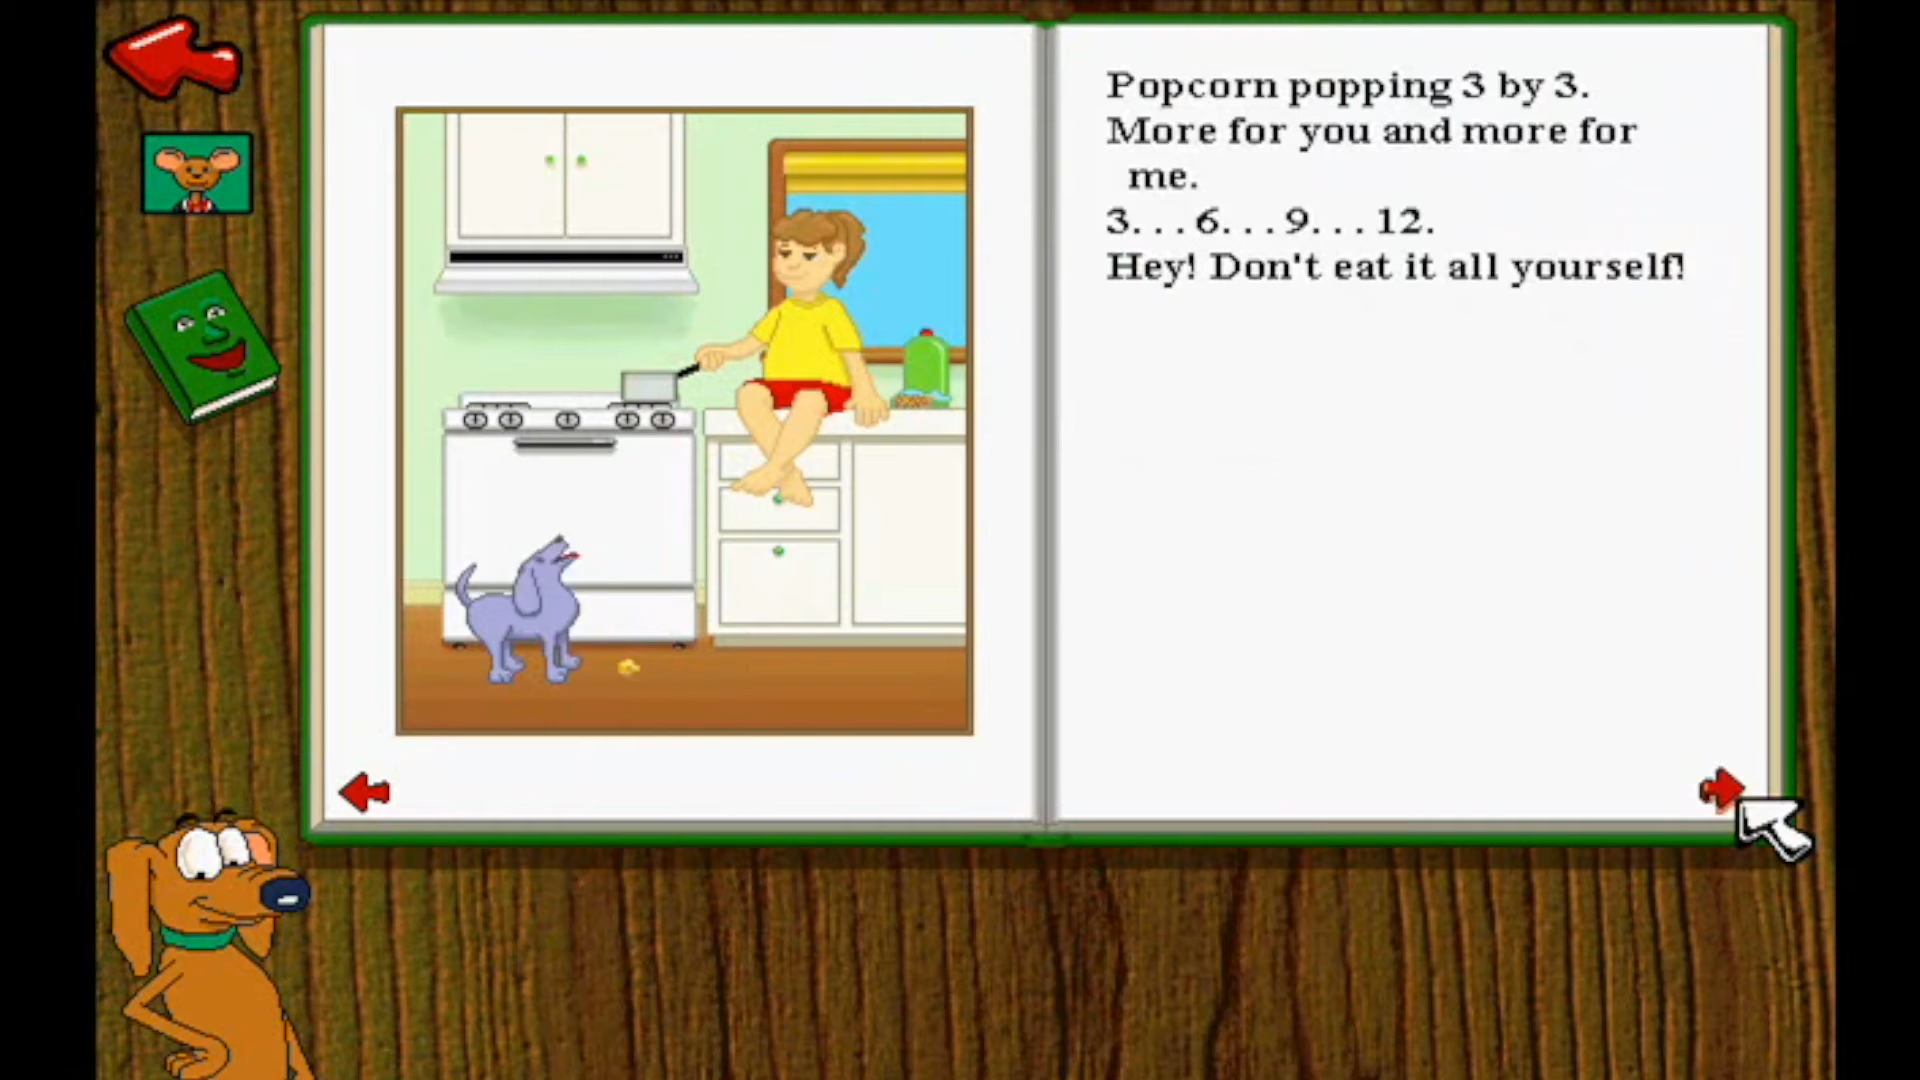 Popcorn popping 3 by 3.
More for you and more for
me.
3. . . 6. . . 9. . . 12.
Hey! Don't eat it all yourself!